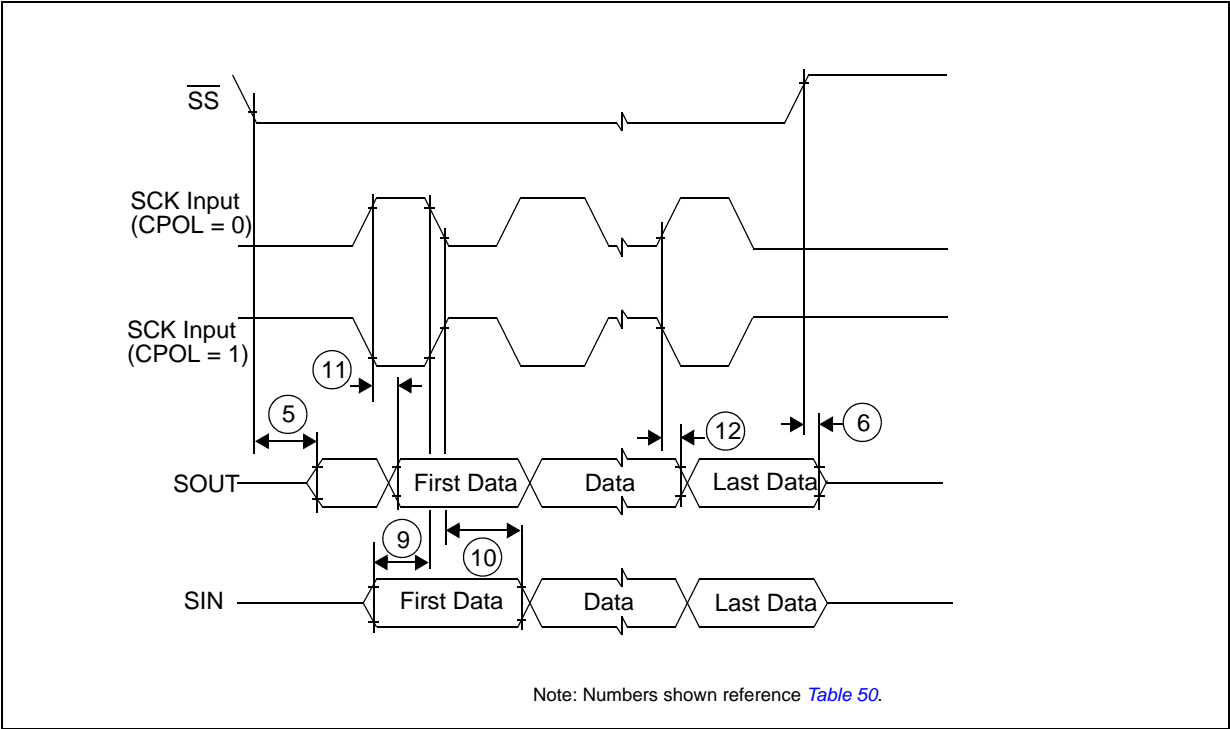 SS
SCK Input
(CPOL = 0)
SCK Input
(CPOL = 1)
11
5
12
6
SOUT
First Data
Data
Last Data
9
10
SIN
First Data
Data
Last Data
Note: Numbers shown reference Table 50.